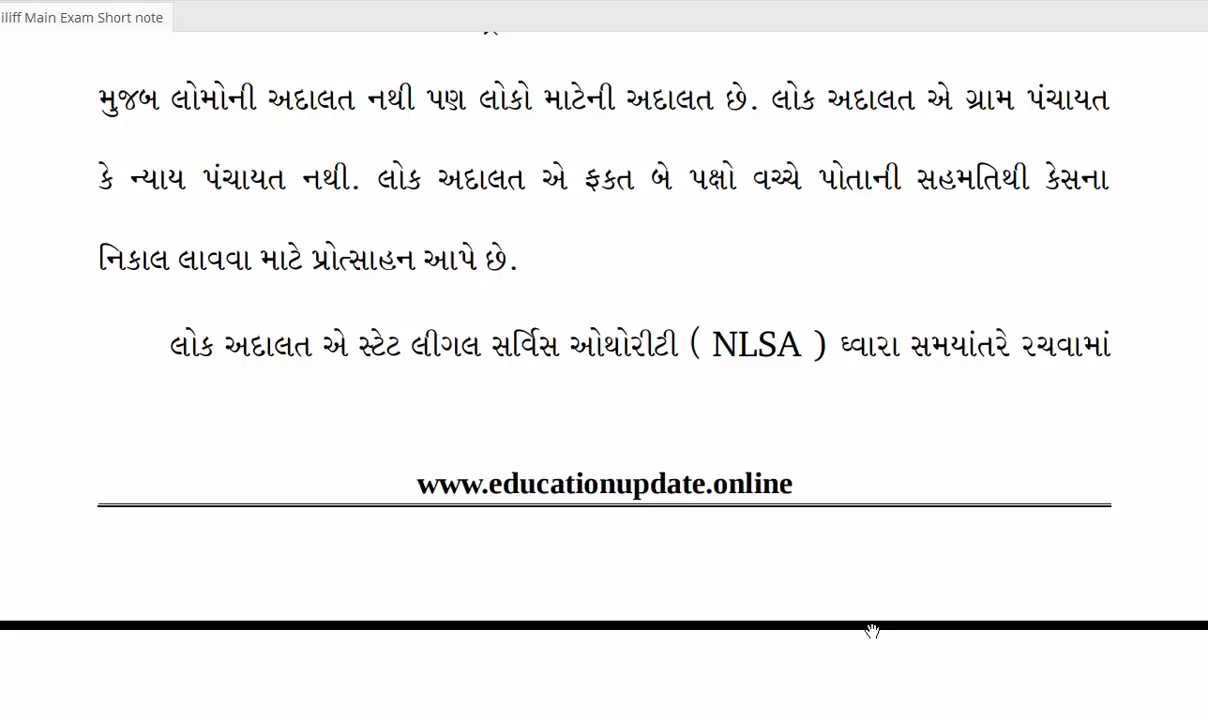 iliff Main Exam Short note
મુજબ લોમોની અદાલત નથી પણ લોકો માટેની અદાલત છે. લોક અદાલત એ ગ્રામ પંચાયત
કે ન્યાય પંચાયત નથી. લોક અદાલત એ ફકત બે પક્ષો વચ્ચે પોતાની સહમતિથી કેસના
નિકાલ લાવવા માટે પ્રોત્સાહન આપે છે.
લોક અદાલત એ સ્ટેટ લીગલ સર્વિસ ઓથોરીટી ( NLSA ) ઘ્વારા સમયાંતરે રચવામાં
www.educationupdate.online